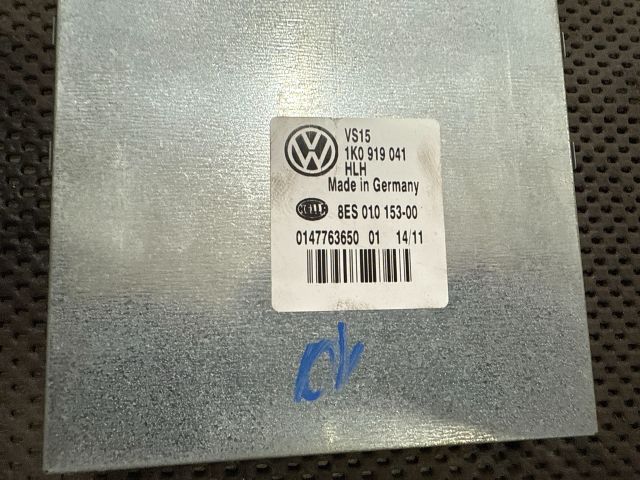 VS15
1K0 919 041
HLH
Made in Germany
8ES 010 153-00
0147763650 01 14/11